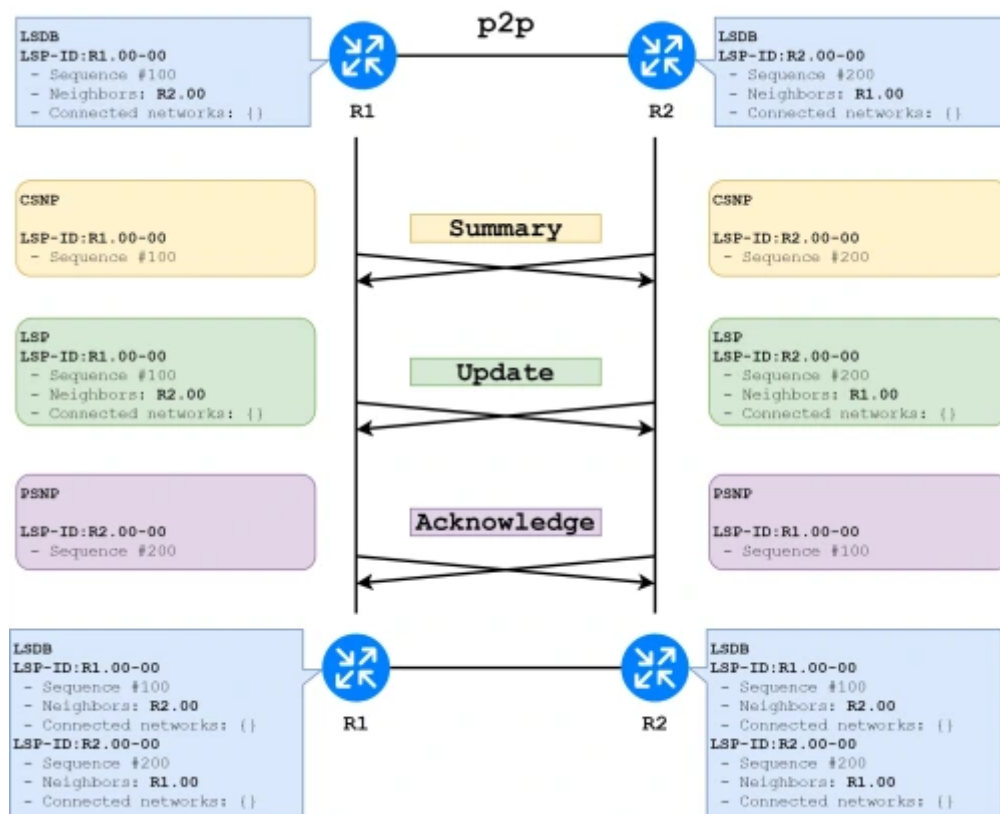 p2p
LSDB
LSP-ID:R1.00-00
- Sequence #100
- Neighbors: R2.00
- Connected networks: {}
R1
R2
LSDB
LSP-ID:R2.00-00
- Sequence #200
- Neighbors: R1.00
- Connected networks: {}
CSNP
LSP-ID:R1.00-00
- Sequence #100
Summary
CSNP
LSP-ID:R2.00-00
- Sequence #200
LSP
LSP-ID:R1.00-00
- Sequence #100
- Neighbors: R2.00
- Connected networks: {}
Update
LSP
LSP-ID:R2.00-00
- Sequence #200
- Neighbors: R1.00
- Connected networks: {}
PSNP
LSP-ID:R2.00-00
- Sequence #200
Acknowledge
PSNP
LSP-ID:R1.00-00
- Sequence #100
LSDB
LSP-ID:R1.00-00
- Sequence #100
- Neighbors: R2.00
- Connected networks: {}
LSP-ID:R2.00-00
- Sequence #200
- Neighbors: R1.00
- Connected networks: {}
R1
R2
LSDB
LSP-ID:R1.00-00
- Sequence #100
- Neighbors: R2.00
- Connected networks: {}
LSP-ID:R2.00-00
- Sequence #200
- Neighbors: R1.00
- Connected networks: {}